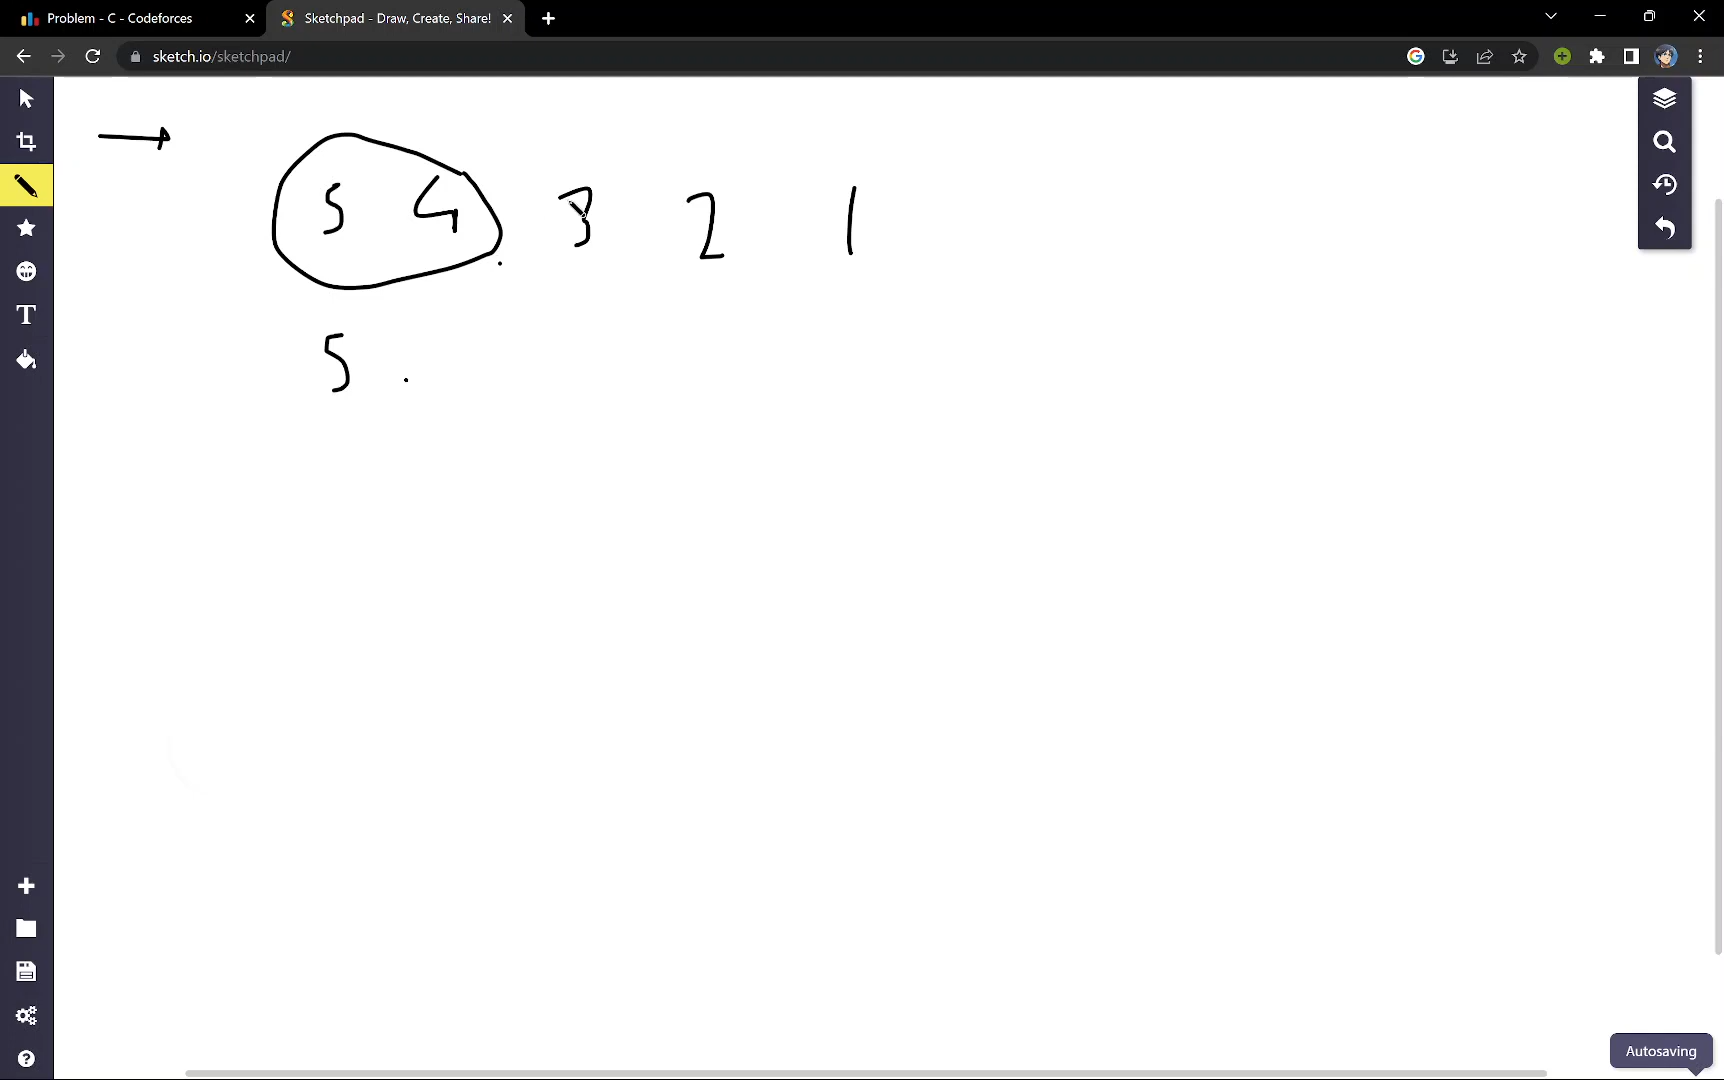 Problem - C - Codeforces
Sketchpad - Draw, Create, Share!
sketch.io/sketchpad/
5 4 3 2 1
5 .
T
Autosaving